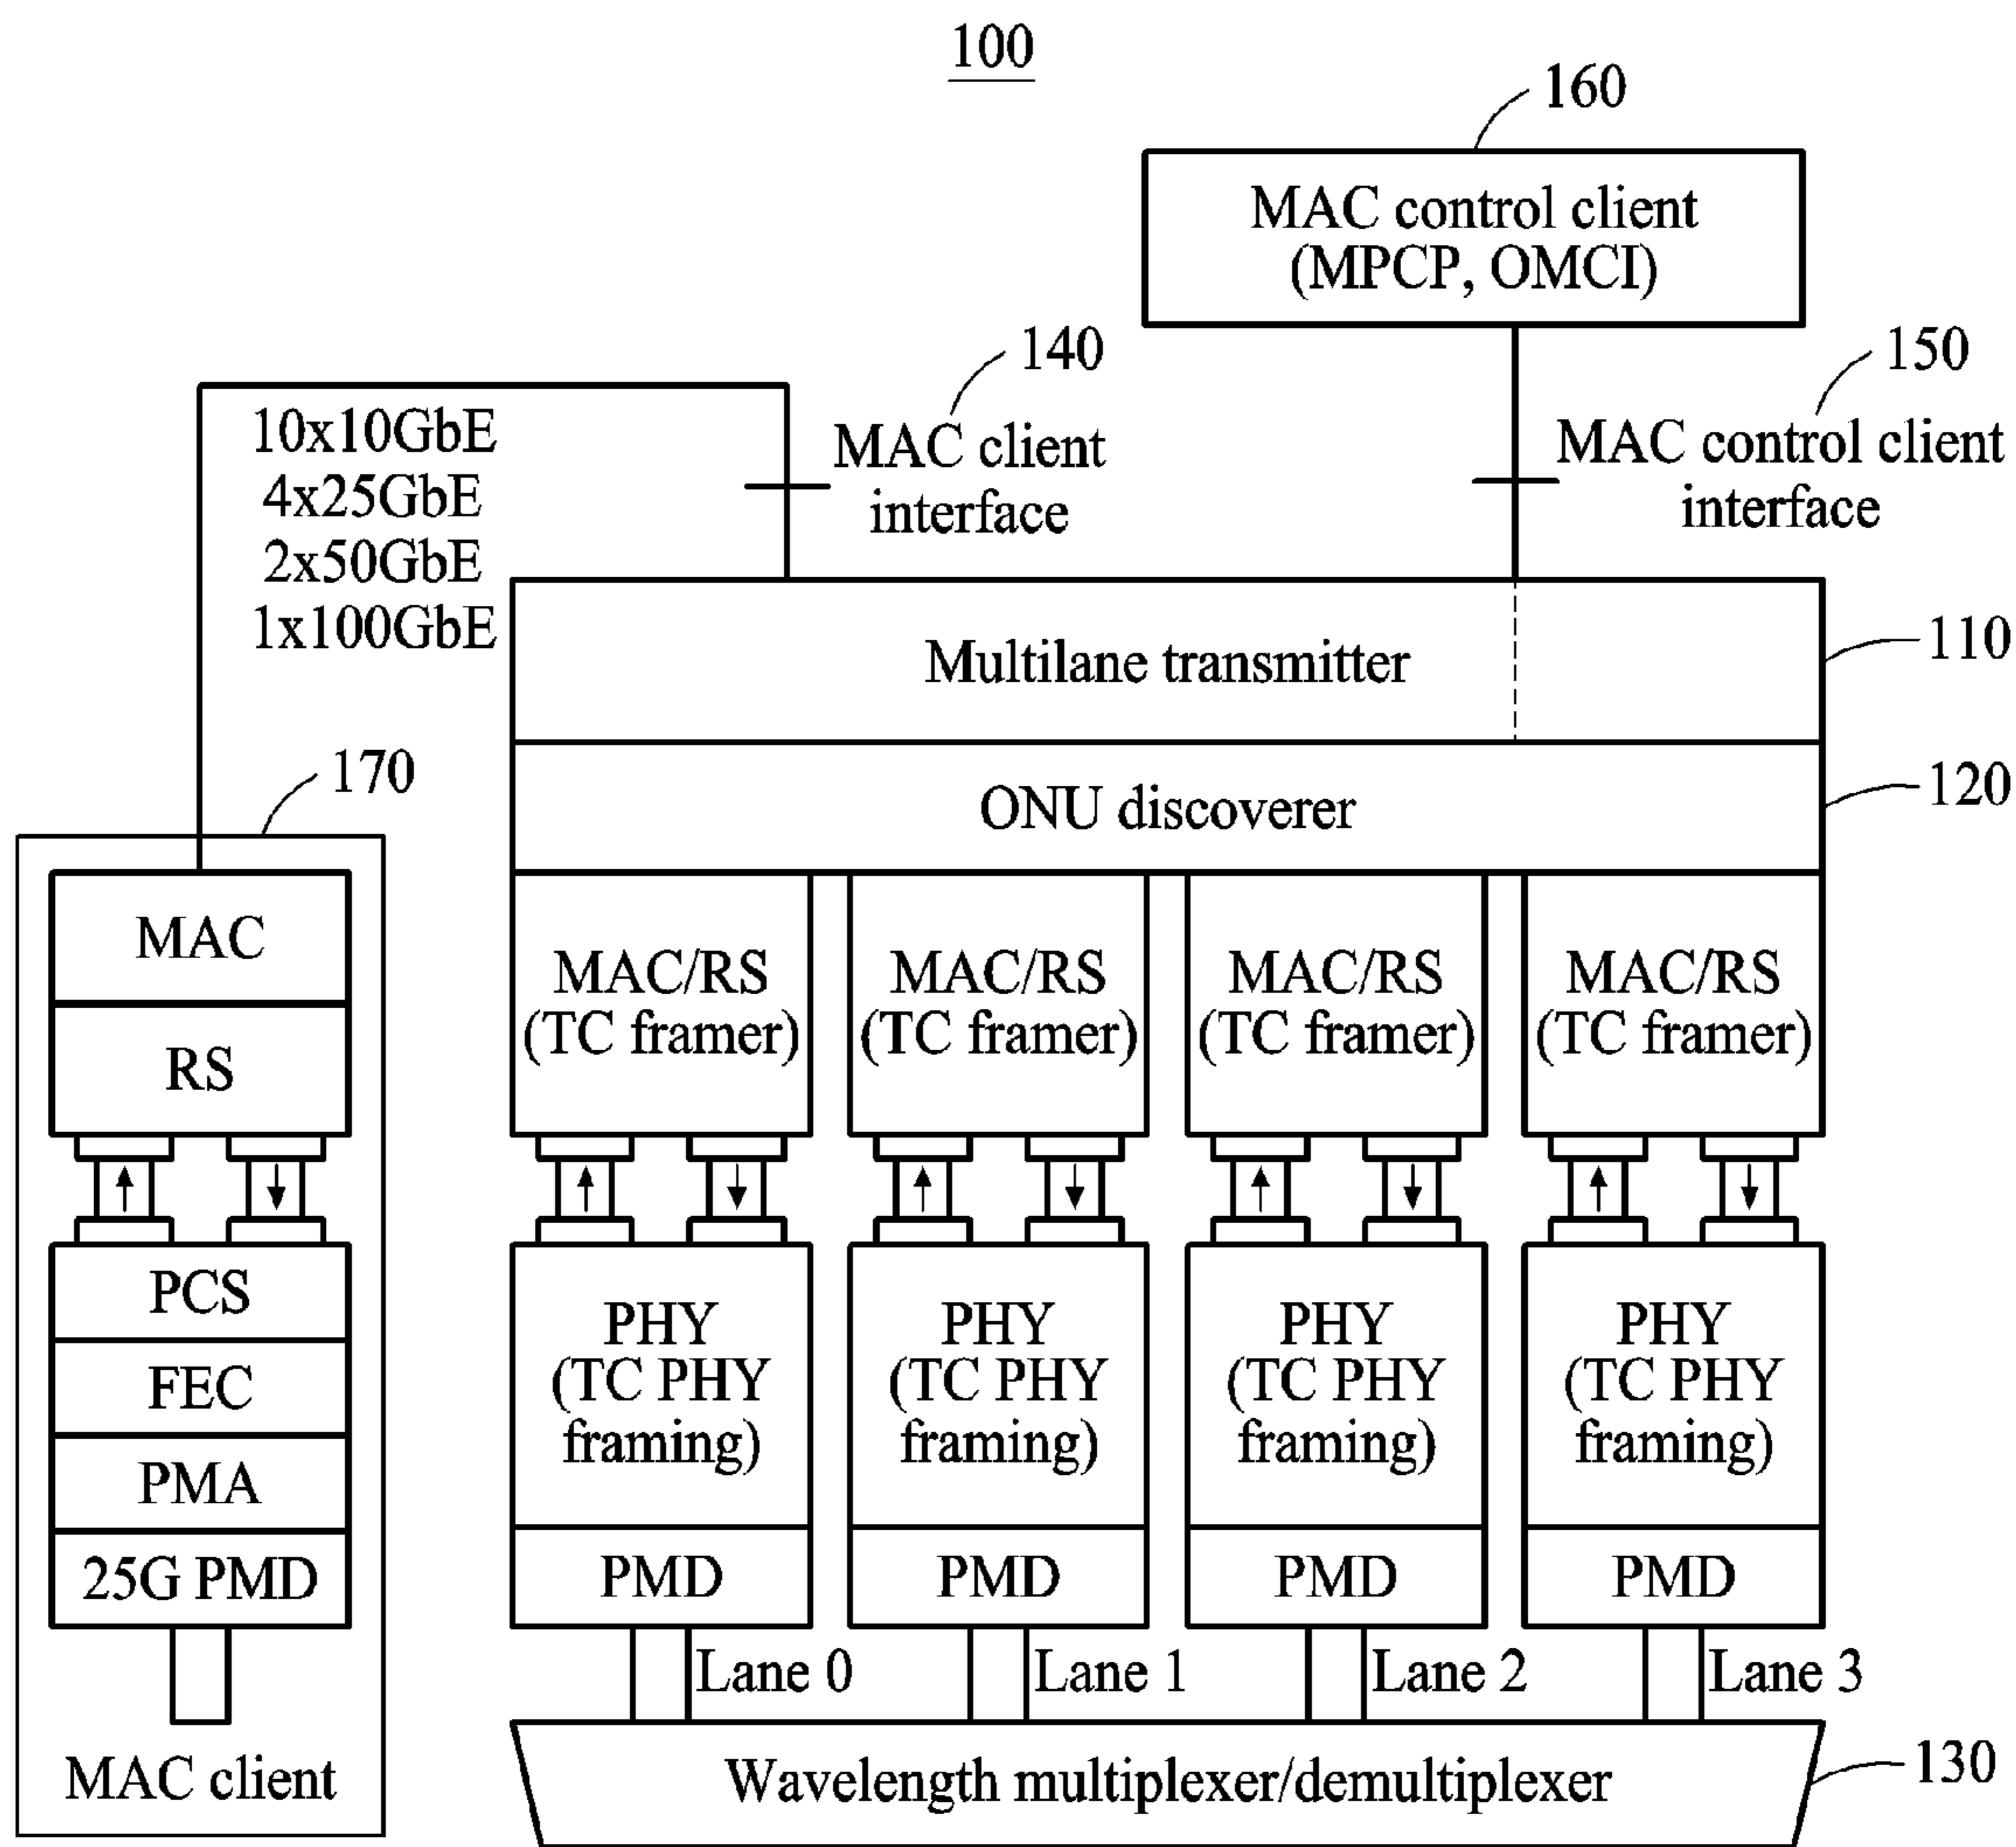 100
160
MAC control client
(MPCP, OMCI)
140
150
10x10GbE
4x25GbE
2x50GbE
1x100GbE
MAC client
interface
MAC control client
interface
Multilane transmitter
110
ONU discoverer
120
170
MAC
RS
PCS
FEC
PMA
25G PMD
MAC client
MAC/RS
(TC framer)
MAC/RS
(TC framer)
MAC/RS
(TC framer)
MAC/RS
(TC framer)
PHY
(TC PHY
framing)
PHY
(TC PHY
framing)
PHY
(TC PHY
framing)
PHY
(TC PHY
framing)
PMD
PMD
PMD
PMD
Lane 0
Lane 1
Lane 2
Lane 3
Wavelength multiplexer/demultiplexer
130